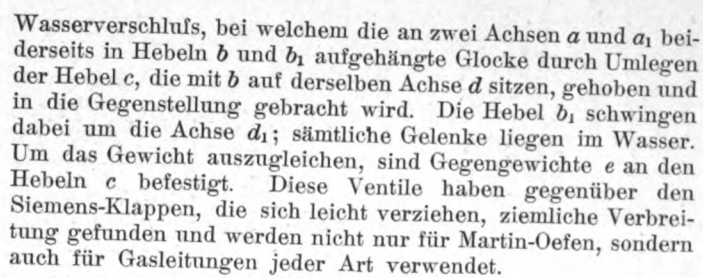 Wasserverschluſs, bei welchem die an zwei Achsen a und a₁ bei-
derseits in Hebeln b und b₁ aufgehängte Glocke durch Umlegen
der Hebel c, die mit b auf derselben Achse d sitzen, gehoben und
in die Gegenstellung gebracht wird. Die Hebel b₁ schwingen
dabei um die Achse d₁; sämtliche Gelenke liegen im Wasser.
Um das Gewicht auszugleichen, sind Gegengewichte e an den
Hebeln c befestigt. Diese Ventile haben gegenüber den
Siemens-Klappen, die sich leicht verziehen, ziemliche Verbrei-
tung gefunden und werden nicht nur für Martin-Oefen, sondern
auch für Gasleitungen jeder Art verwendet.